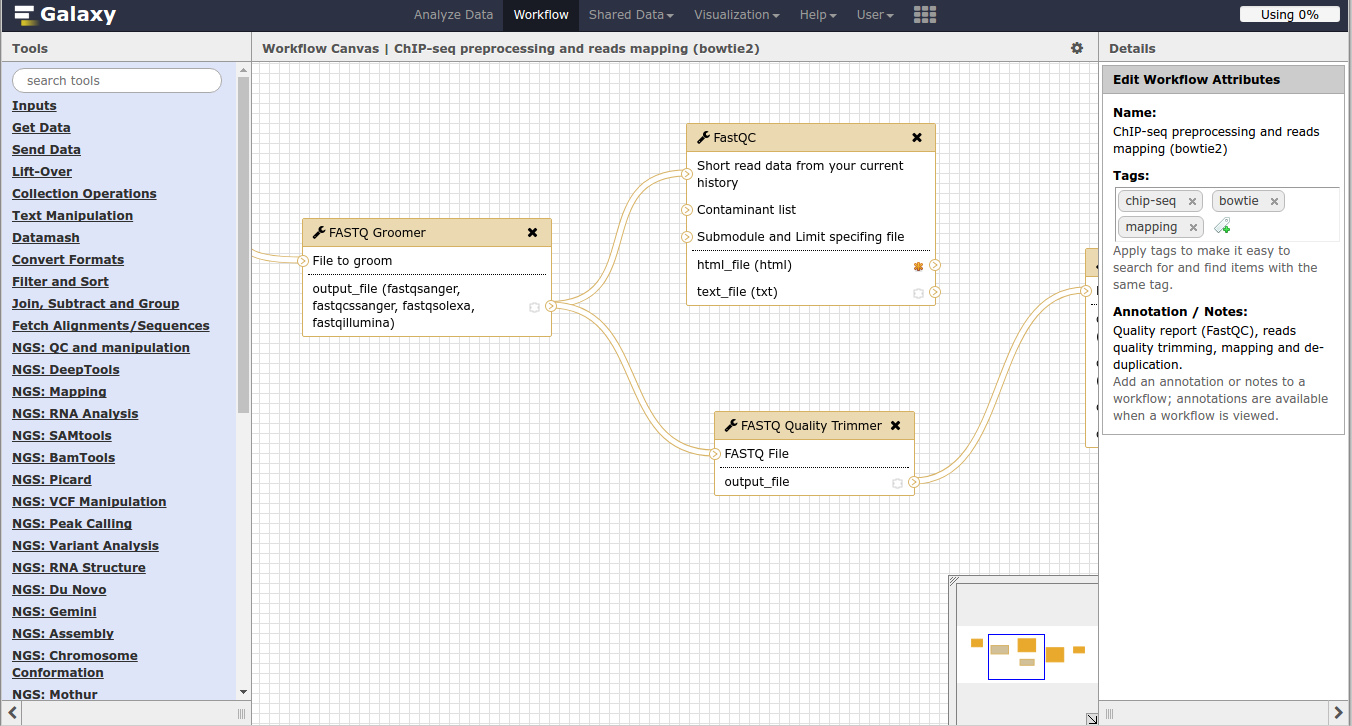 Galaxy
Analyze Data
Workflow
Shared Data
Visualization
Help
User
Using 0%
Tools
search tools
Inputs
Get Data
Send Data
Lift-Over
Collection Operations
Text Manipulation
Datamash
Convert Formats
Filter and Sort
Join, Subtract and Group
Fetch Alignments/Sequences
NGS: QC and manipulation
NGS: DeepTools
NGS: Mapping
NGS: RNA Analysis
NGS: SAMtools
NGS: BamTools
NGS: Picard
NGS: VCF Manipulation
NGS: Peak Calling
NGS: Variant Analysis
NGS: RNA Structure
NGS: Du Novo
NGS: Gemini
NGS: Assembly
NGS: Chromosome
Conformation
NGS: Mothur
Workflow Canvas | ChIP-seq preprocessing and reads mapping (bowtie2)
FASTQ Groomer
File to groom
output_file (fastqsanger,
fastqcssanger, fastqsolexa,
fastqillumina)
FastQC
Short read data from your current
history
Contaminant list
Submodule and Limit specifing file
html_file (html)
text_file (txt)
FASTQ Quality Trimmer
FASTQ File
output_file
Details
Edit Workflow Attributes
Name:
ChIP-seq preprocessing and reads
mapping (bowtie2)
Tags:
chip-seq
bowtie
mapping
Apply tags to make it easy to
search for and find items with the
same tag.
Annotation / Notes:
Quality report (FastQC), reads
quality trimming, mapping and de-
duplication.
Add an annotation or notes to a
workflow; annotations are available
when a workflow is viewed.